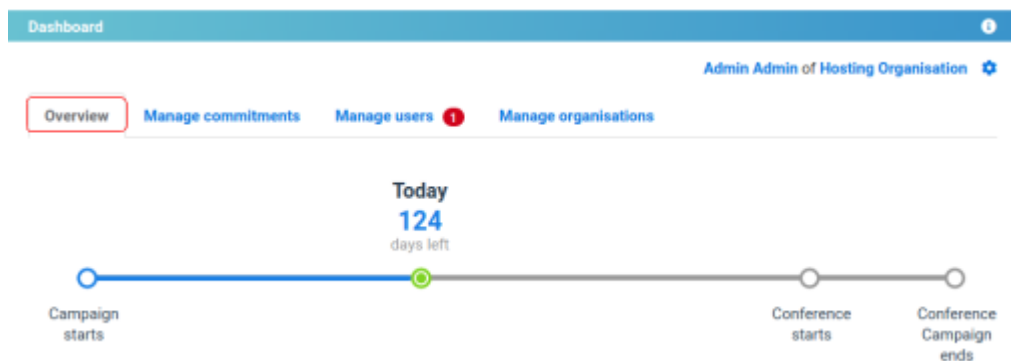 Dashboard
Admin Admin of Hosting Organisation
Overview Manage commitments Manage users 1 Manage organisations
Today
124
days left
Campaign
starts
Conference
starts
Conference
Campaign
ends